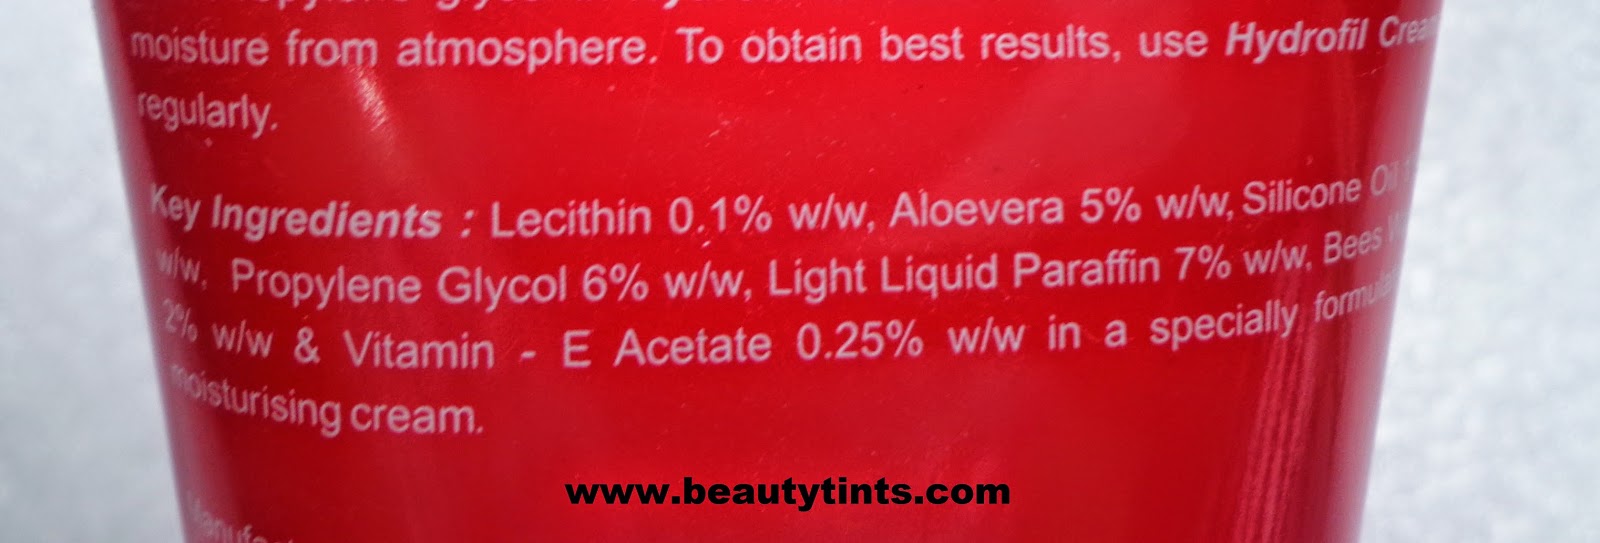 moisture from atmosphere. To obtain best results, use Hydrofil Cream
regularly.
Key Ingredients : Lecithin 0.1% w/w, Aloevera 5% w/w, Silicone Oil
w/w, Propylene Glycol 6% w/w, Light Liquid Paraffin 7% w/w, Bees
2% w/w & Vitamin - E Acetate 0.25% w/w in a specially
moisturising cream.
www.beautytints.com